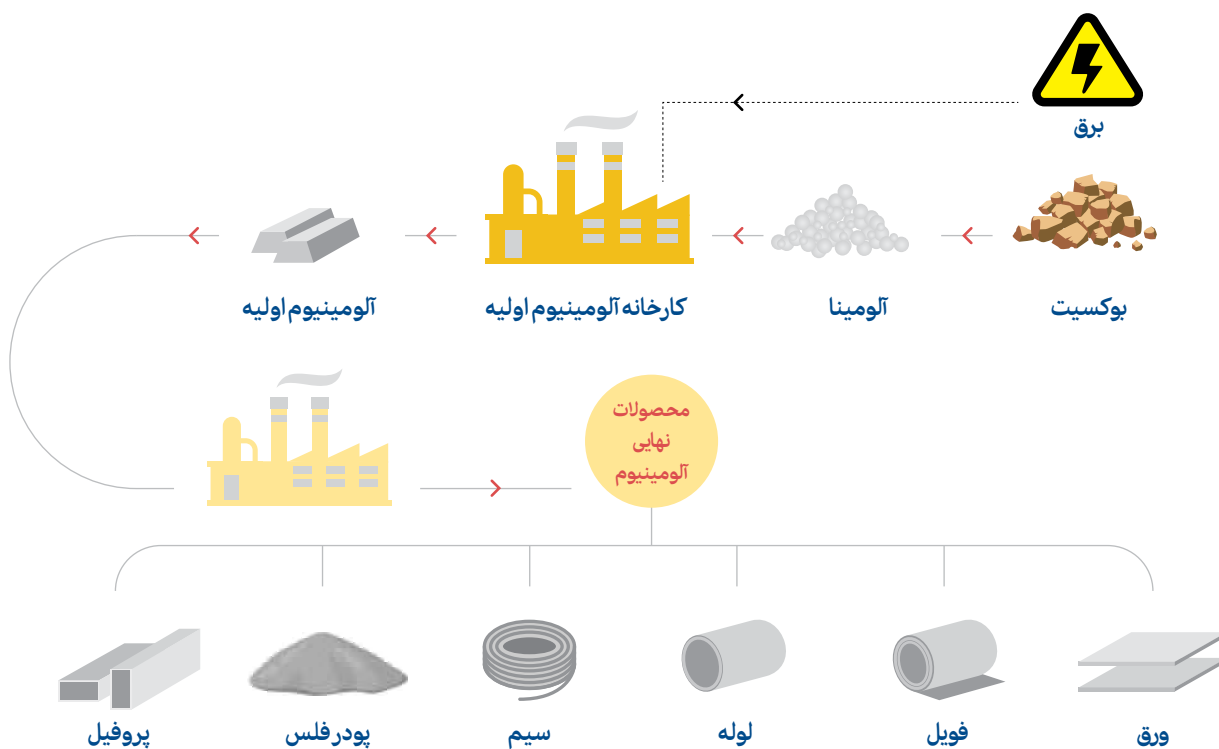 برق
بوکسیت
آلومینا
کارخانه آلومینیوم اولیه
آلومینیوم اولیه
محصولات
نهایی
آلومینیوم
ورق
فویل
لوله
سیم
پودر فلس
پروفیل